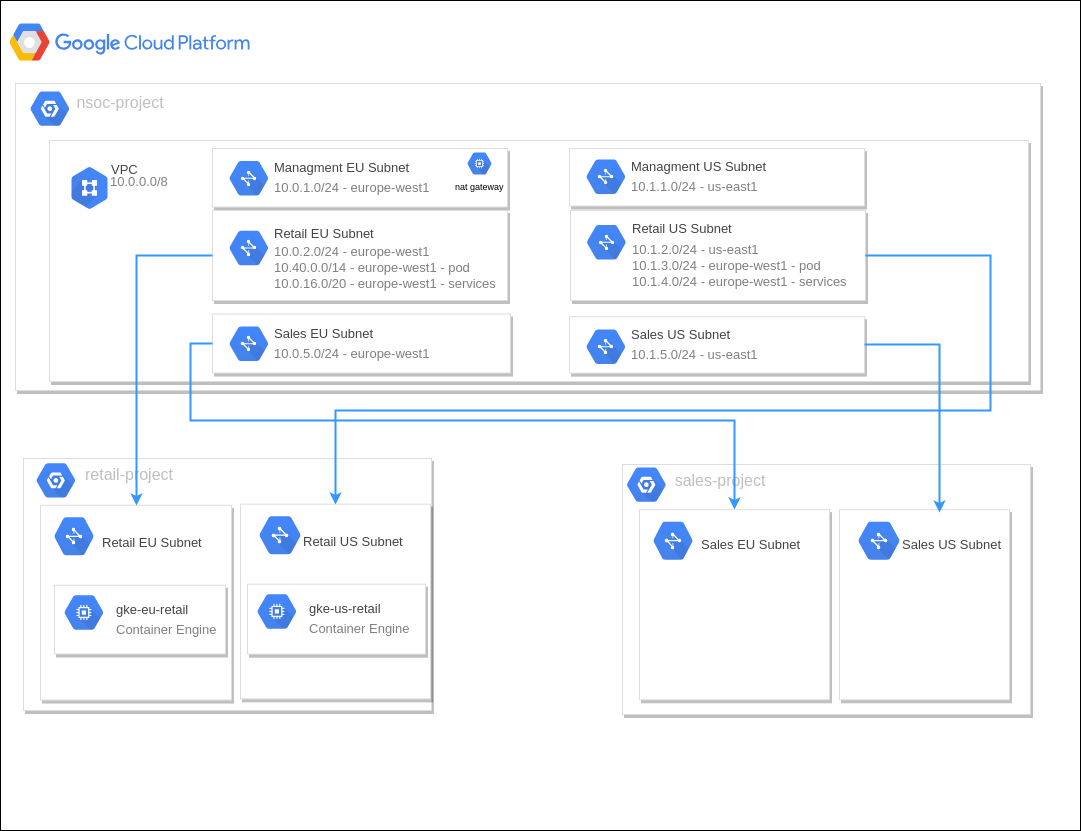 Google Cloud Platform
nsoc-project
VPC
10.0.0.0/8
Managment EU Subnet
10.0.1.0/24 - europe-west1
nat gateway
Managment US Subnet
10.1.1.0/24 - us-east1
Retail EU Subnet
10.0.2.0/24 - europe-west1
10.40.0.0/14 - europe-west1 - pod
10.0.16.0/20 - europe-west1 - services
Retail US Subnet
10.1.2.0/24 - us-east1
10.1.3.0/24 - europe-west1 - pod
10.1.4.0/24 - europe-west1 - services
Sales EU Subnet
10.0.5.0/24 - europe-west1
Sales US Subnet
10.1.5.0/24 - us-east1
retail-project
Retail EU Subnet
gke-eu-retail
Container Engine
Retail US Subnet
gke-us-retail
Container Engine
sales-project
Sales EU Subnet
Sales US Subnet